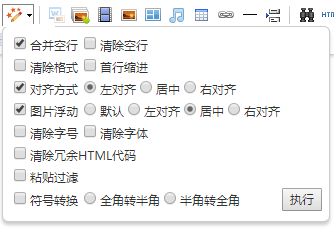 HTM
合并空行 清除空行
清除格式 首行缩进
对齐方式 左对齐 居中 右对齐
图片浮动 默认 左对齐 居中 右对齐
清除字号 清除字体
清除冗余HTML代码
粘贴过滤
符号转换 全角转半角 半角转全角 执行